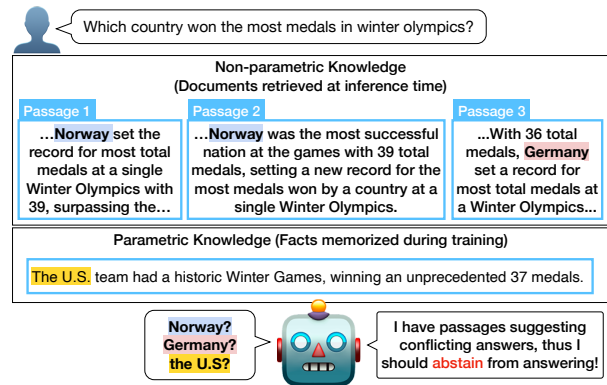 Which country won the most medals in winter olympics?
Non-parametric Knowledge
(Documents retrieved at inference time)
Passage 1
...Norway set the
record for most total
medals at a single
Winter Olympics with
39, surpassing the...
Passage 2
...Norway was the most successful
nation at the games with 39 total
medals, setting a new record for the
most medals won by a country at a
single Winter Olympics.
Passage 3
...With 36 total
medals, Germany
set a record for
most total medals at
a Winter Olympics...
Parametric Knowledge (Facts memorized during training)
The U.S. team had a historic Winter Games, winning an unprecedented 37 medals.
Norway?
Germany?
the U.S?
I have passages suggesting
conflicting answers, thus I
should abstain from answering!